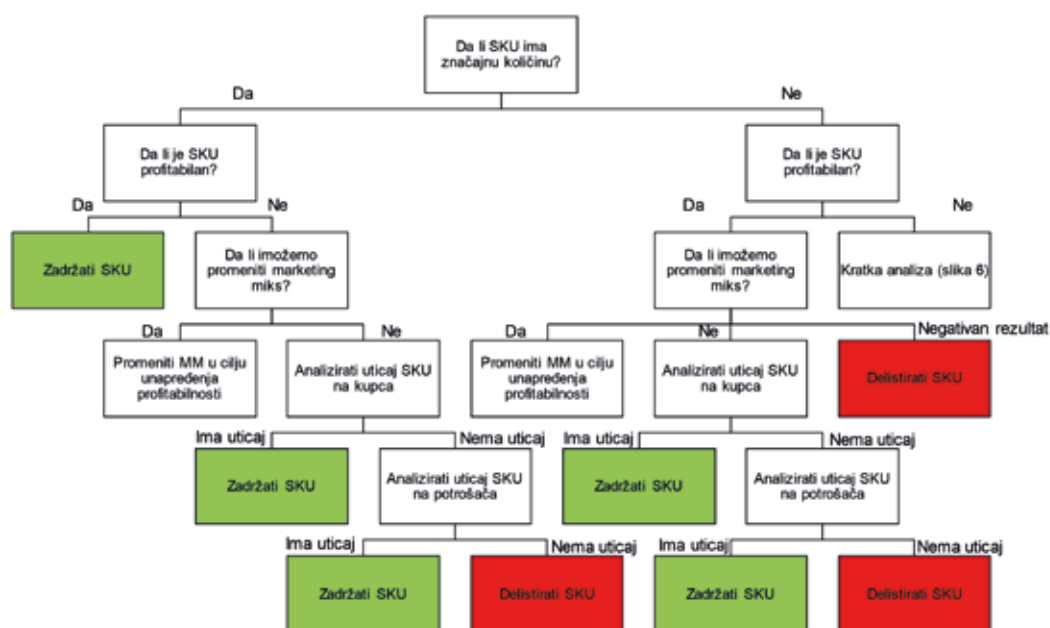 Da li SKU ima
značajnu količinu?
Da
Ne
Da li je SKU
profitabilan?
Da li je SKU
profitabilan?
Da
Ne
Da
Ne
Zadržati SKU
Da li imožemo
promeniti marketing
miks?
Da li imožemo
promeniti marketing
miks?
Kratka analiza (slika 6)
Da
Ne
Da
Ne
Negativan rezultat
Promeniti MM u cilju
unapređenja
profitabilnosti
Analizirati uticaj SKU
na kupca
Promeniti MM u cilju
unapređenja
profitabilnosti
Analizirati uticaj SKU
na kupca
Delistirati SKU
Ima uticaj
Nema uticaj
Ima uticaj
Nema uticaj
Zadržati SKU
Analizirati uticaj SKU
na potrošača
Zadržati SKU
Analizirati uticaj SKU
na potrošača
Ima uticaj
Nema uticaj
Ima uticaj
Nema uticaj
Zadržati SKU
Delistirati SKU
Zadržati SKU
Delistirati SKU